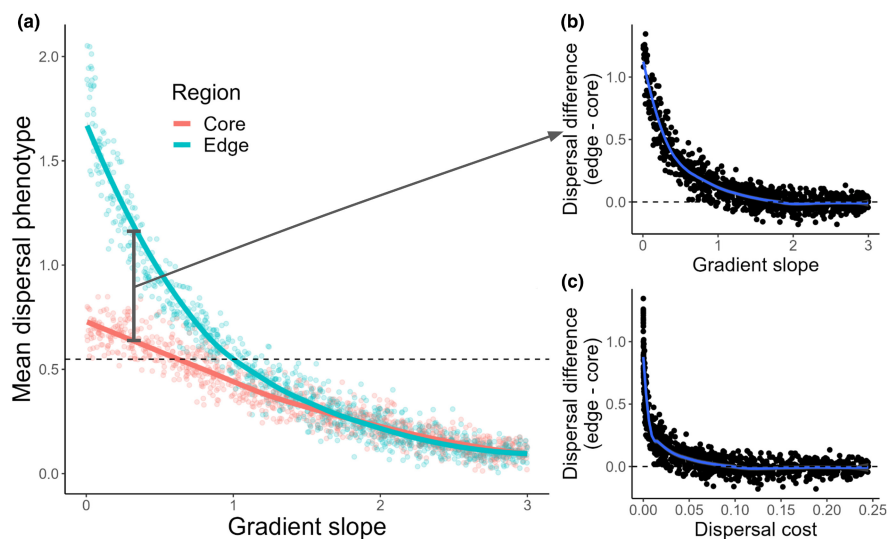 (a)
Mean dispersal phenotype
2.0
1.5
1.0
0.5
0.0
Region
Core
Edge
0
1
2
3
Gradient slope
(b)
Dispersal difference
(edge - core)
1.0
0.5
0.0
0
1
2
3
Gradient slope
(c)
Dispersal difference
(edge - core)
1.0
0.5
0.0
0.00
0.05
0.10
0.15
0.20
0.25
Dispersal cost